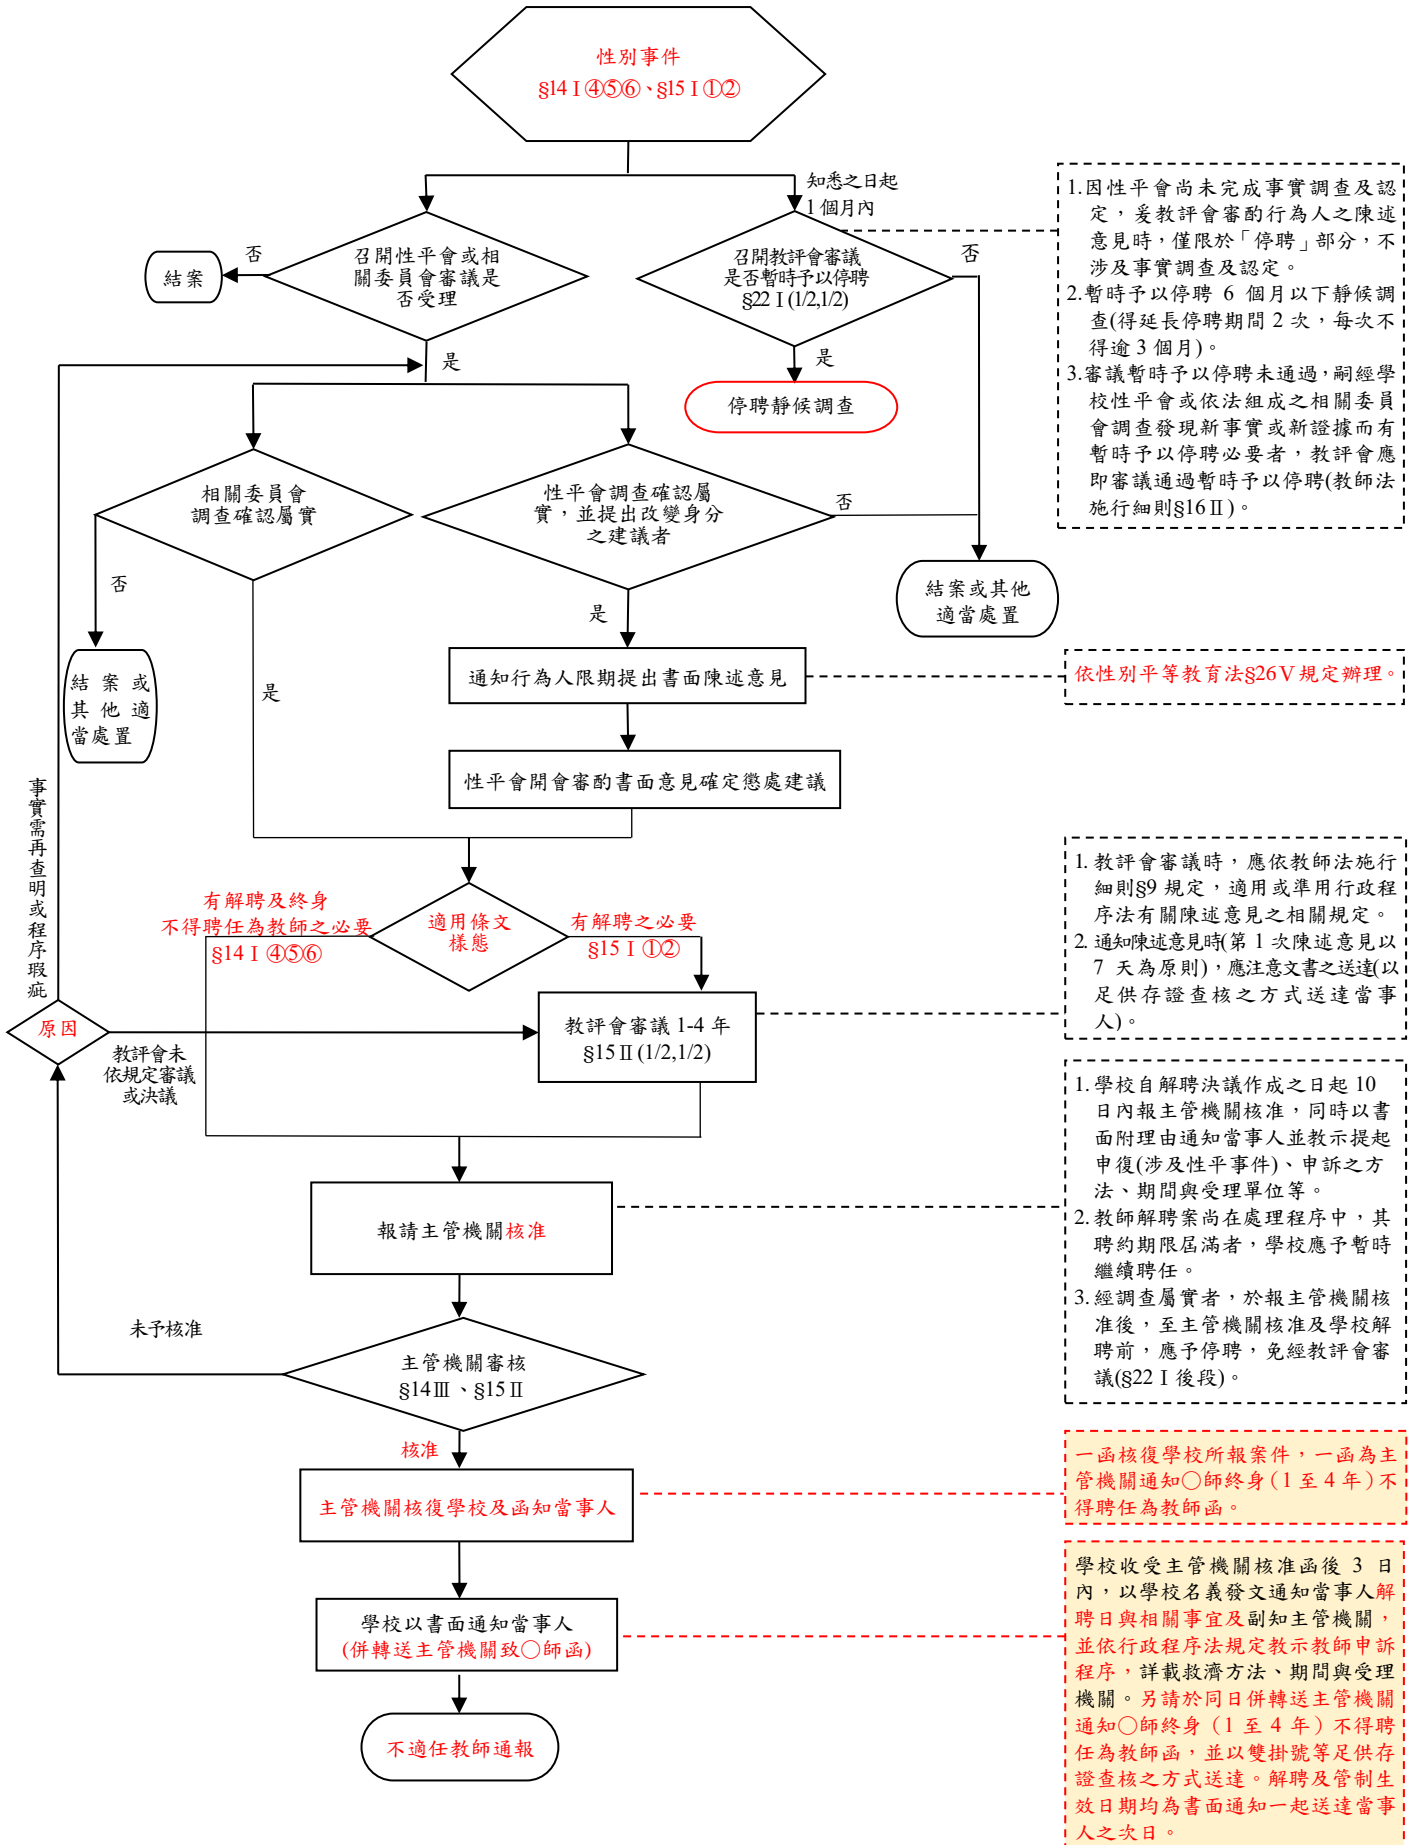 性別事件
§14 I ④⑤⑥、§15 I ①②
知悉之日起
1 個月內
召開性平會或相
關委員會審議是
否受理
否
結案
召開教評會審議
是否暫時予以停聘
§22 I (1/2,1/2)
否
是
是
停聘靜候調查
1.因性平會尚未完成事實調查及認
定，爰教評會審酌行為人之陳述
意見時，僅限於「停聘」部分，不
涉及事實調查及認定。
2.暫時予以停聘 6 個月以下靜候調
查(得延長停聘期間 2 次，每次不
得逾 3 個月)。
3.審議暫時予以停聘未通過，嗣經學
校性平會或依法組成之相關委員
會調查發現新事實或新證據而有
暫時予以停聘必要者，教評會應
即審議通過暫時予以停聘(教師法
施行細則§16Ⅱ)。
相關委員會
調查確認屬實
性平會調查確認屬
實，並提出改變身分
之建議者
否
否
是
結案或其他
適當處置
結案或
其他適
當處置
是
通知行為人限期提出書面陳述意見
依性別平等教育法§26Ⅴ規定辦理。
性平會開會審酌書面意見確定懲處建議
事實需再查明或程序瑕疵
有解聘及終身
不得聘任為教師之必要
§14 I ④⑤⑥
適用條文
樣態
有解聘之必要
§15 I ①②
1. 教評會審議時，應依教師法施行
細則§9 規定，適用或準用行政程
序法有關陳述意見之相關規定。
2. 通知陳述意見時(第 1 次陳述意見以
7 天為原則)，應注意文書之送達(以
足供存證查核之方式送達當事
人)。
原因
教評會未
依規定審議
或決議
教評會審議 1-4 年
§15Ⅱ(1/2,1/2)
1. 學校自解聘決議作成之日起 10
日內報主管機關核准，同時以書
面附理由通知當事人並教示提起
申復(涉及性平事件)、申訴之方
法、期間與受理單位等。
2. 教師解聘案尚在處理程序中，其
聘約期限屆滿者，學校應予暫時
繼續聘任。
3. 經調查屬實者，於報主管機關核
准後，至主管機關核准及學校解
聘前，應予停聘，免經教評會審
議(§22 I 後段)。
報請主管機關核准
未予核准
主管機關審核
§14Ⅲ、§15Ⅱ
核准
主管機關核復學校及函知當事人
一函核復學校所報案件，一函為主
管機關通知○師終身(1 至 4 年)不
得聘任為教師函。
學校以書面通知當事人
(併轉送主管機關致○師函)
學校收受主管機關核准函後 3 日
內，以學校名義發文通知當事人解
聘日與相關事宜及副知主管機關，
並依行政程序法規定教示教師申訴
程序，詳載救濟方法、期間與受理
機關。另請於同日併轉送主管機關
通知○師終身（1 至 4 年）不得聘
任為教師函，並以雙掛號等足供存
證查核之方式送達。解聘及管制生
效日期均為書面通知一起送達當事
人之次日。
不適任教師通報